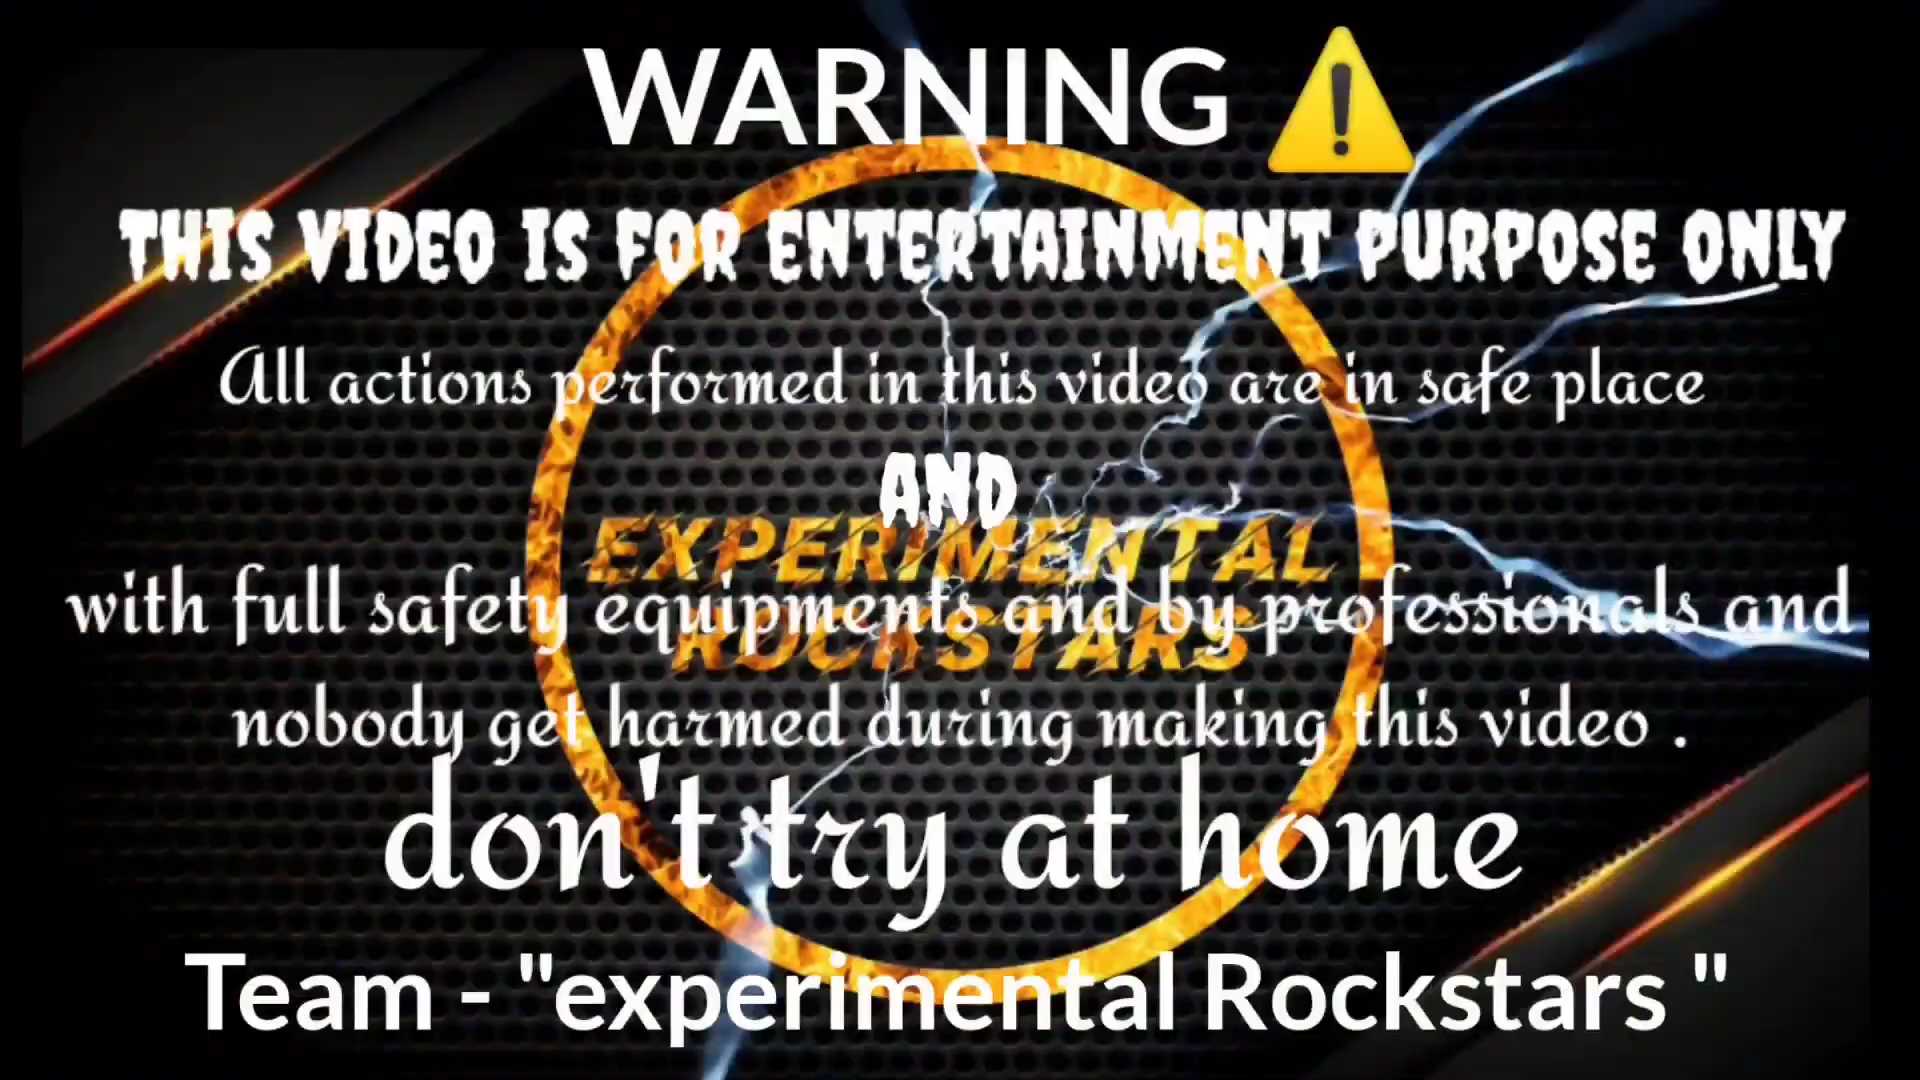 WARNING ⚠️
THIS VIDEO IS FOR ENTERTAINMENT PURPOSE ONLY
All actions performed in this video are in safe place
AND
EXPERIMENTAL
with full safety equipments and by professionals and
ROCKSTARS
nobody get harmed during making this video .
don't try at home
Team - "experimental Rockstars "